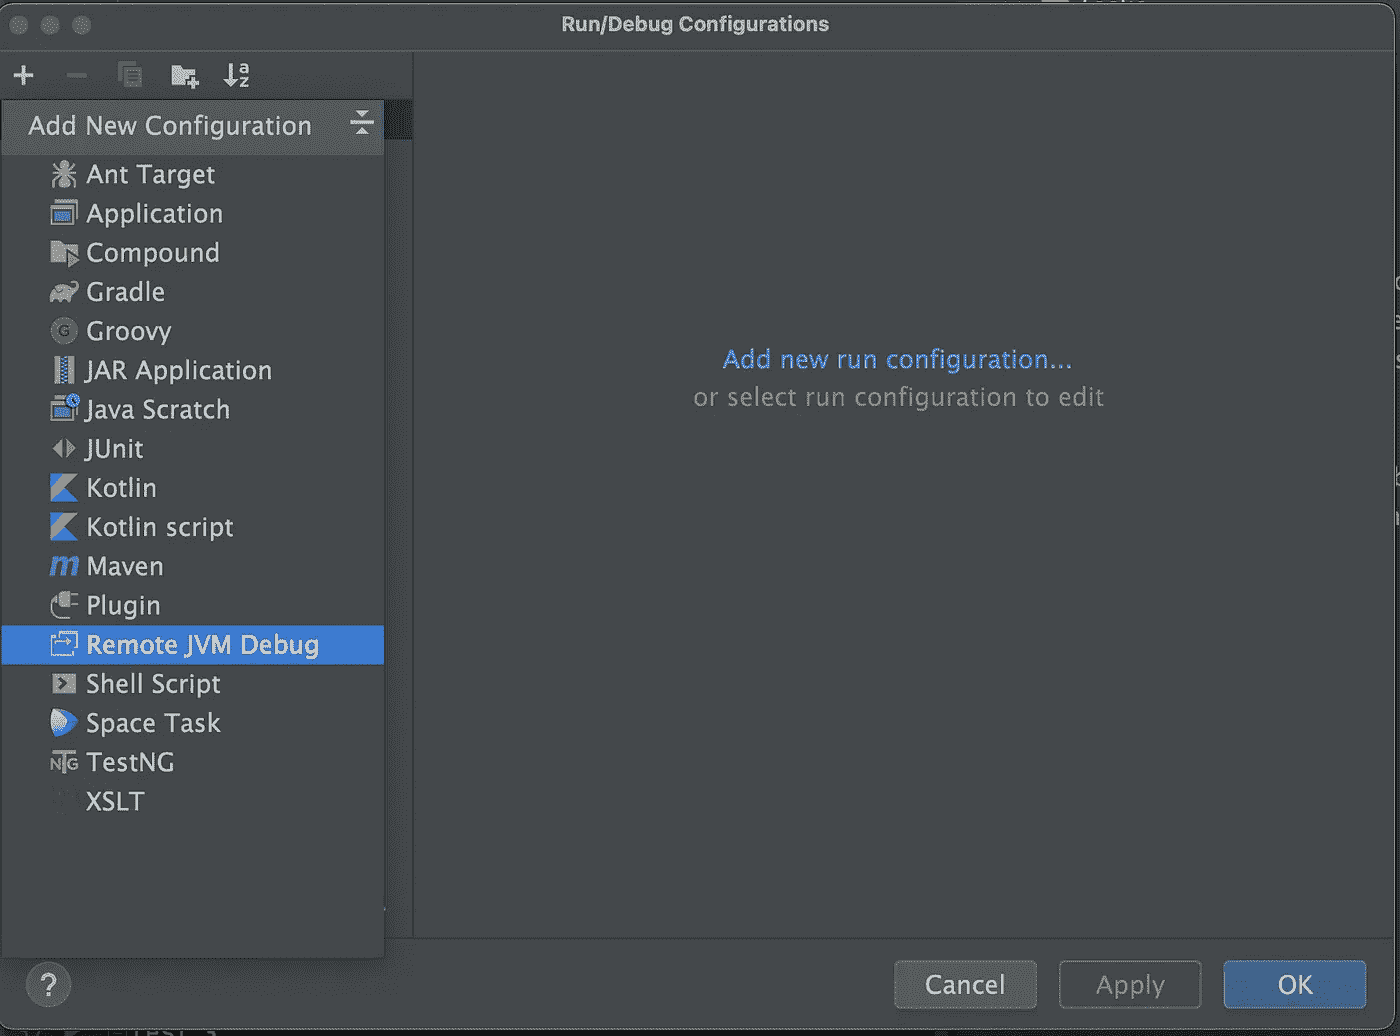 Run/Debug Configurations
Add New Configuration
Ant Target
Application
Compound
Gradle
Groovy
JAR Application
Java Scratch
JUnit
Kotlin
Kotlin script
Maven
Plugin
Remote JVM Debug
Shell Script
Space Task
TestNG
XSLT
Add new run configuration...
or select run configuration to edit
?
Cancel
Apply
OK